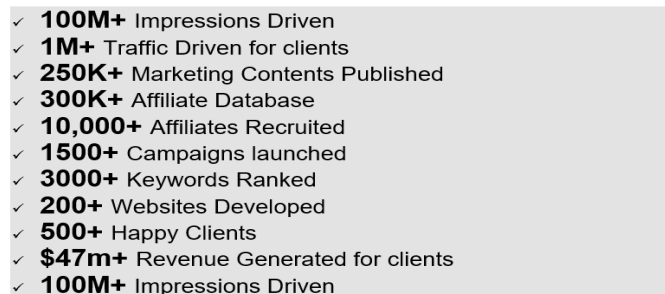 ✓ 100M+ Impressions Driven
✓ 1M+ Traffic Driven for clients
✓ 250K+ Marketing Contents Published
✓ 300K+ Affiliate Database
✓ 10,000+ Affiliates Recruited
✓ 1500+ Campaigns launched
✓ 3000+ Keywords Ranked
✓ 200+ Websites Developed
✓ 500+ Happy Clients
✓ $47m+ Revenue Generated for clients
✓ 100M+ Impressions Driven